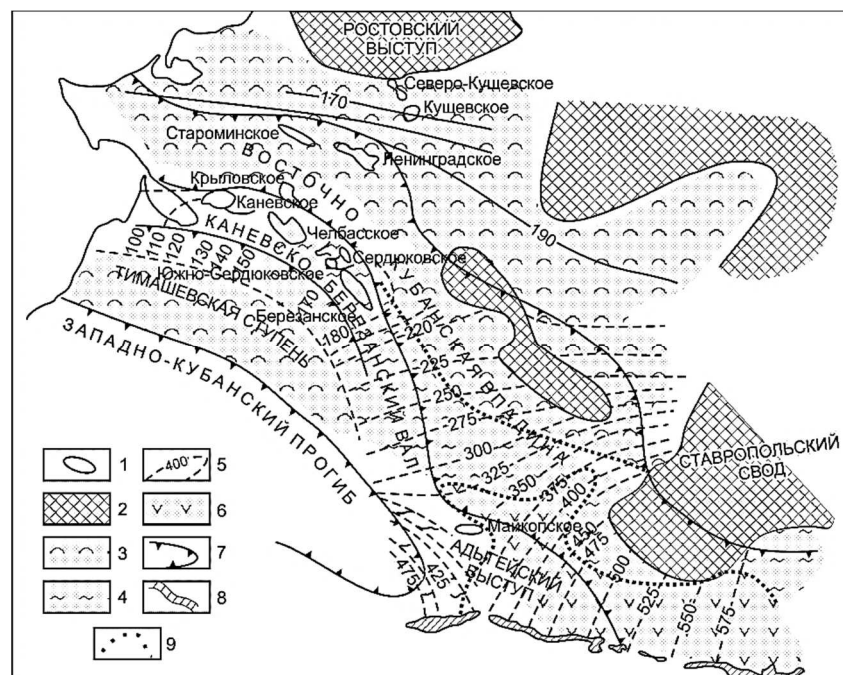 РОСТОВСКИЙ
ВЫСТУП
Северо-Кущевское
Кущевское
170
Староминское
Ленинградское
ВОСТОЧНО-КУБАНСКАЯ ВПАДИНА
Крыловское
Каневское
190
КАНЕВСКО-БЕРЕЗАНСКИЙ ВАЛ
Челбасское
Сердюковское
100
110
120
130
140
150
Южно-Сердюковское
170
ТИМАШЕВСКАЯ СТУПЕНЬ
Березанское
180
220
225
250
275
300
325
350
375
400
ЗАПАДНО-КУБАНСКИЙ ПРОГИБ
СТАВРОПОЛЬСКИЙ
СВОД
Майкопское
450
475
500
АДЫГЕЙСКИЙ
ВЫСТУП
475
425
525
550
575
1
400
5
2
6
3
7
4
8
9